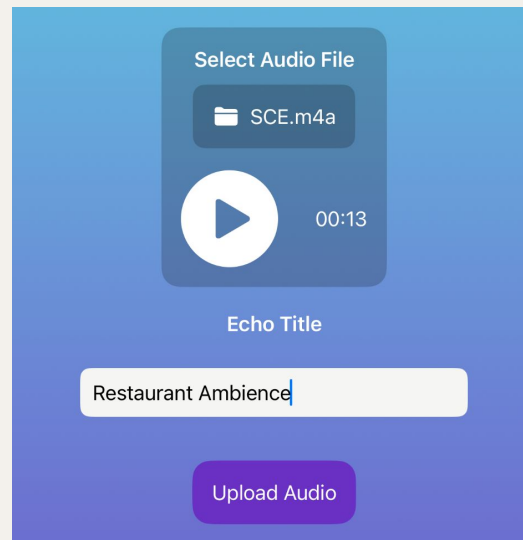 Select Audio File
SCE.m4a
00:13
Echo Title
Restaurant Ambience
Upload Audio